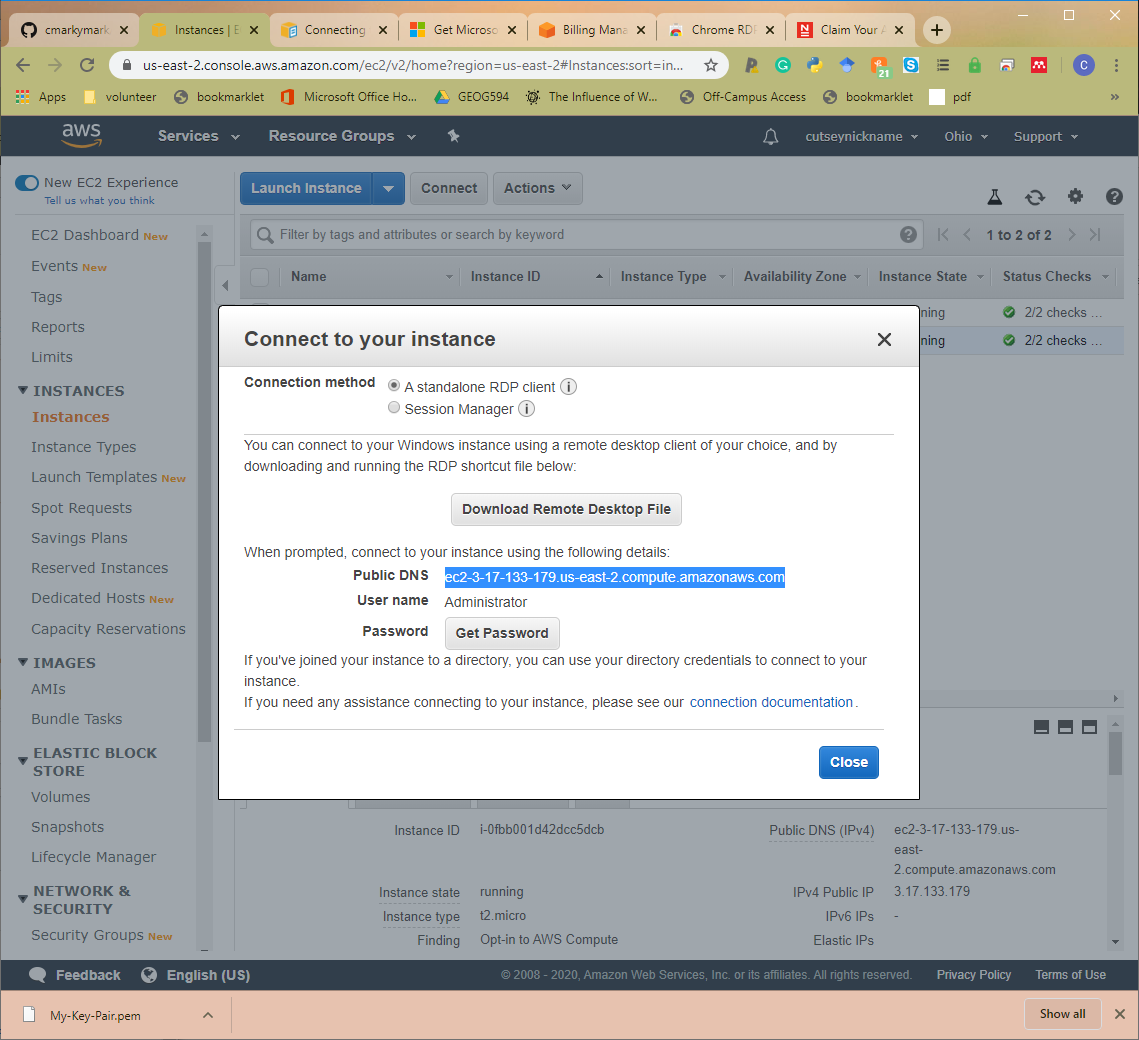 cmarkymark
Instances | E
Connecting
Get Microso
Billing Mana
Chrome RDP
Claim Your A
us-east-2.console.aws.amazon.com/ec2/v2/home?region=us-east-2#Instances:sort=in...
21
C
Apps
volunteer
bookmarklet
Microsoft Office Ho...
GEOG594
The Influence of W...
Off-Campus Access
bookmarklet
pdf
»
aws
Services
Resource Groups
cutseynickname
Ohio
Support
New EC2 Experience
Tell us what you think
Launch Instance
Connect
Actions
EC2 Dashboard New
Events New
Tags
Reports
Limits
INSTANCES
Instances
Instance Types
Launch Templates New
Spot Requests
Savings Plans
Reserved Instances
Dedicated Hosts New
Capacity Reservations
IMAGES
AMIs
Bundle Tasks
ELASTIC BLOCK
STORE
Volumes
Snapshots
Lifecycle Manager
NETWORK &
SECURITY
Security Groups New
Filter by tags and attributes or search by keyword
1 to 2 of 2
Name
Instance ID
Instance Type
Availability Zone
Instance State
Status Checks
ning
2/2 checks ...
ning
2/2 checks ...
Connect to your instance
Connection method
A standalone RDP client
Session Manager
You can connect to your Windows instance using a remote desktop client of your choice, and by
downloading and running the RDP shortcut file below:
Download Remote Desktop File
When prompted, connect to your instance using the following details:
Public DNS ec2-3-17-133-179.us-east-2.compute.amazonaws.com
User name Administrator
Password Get Password
If you've joined your instance to a directory, you can use your directory credentials to connect to your
instance.
If you need any assistance connecting to your instance, please see our connection documentation .
Close
Instance ID i-0fbb001d42dcc5dcb
Public DNS (IPv4) ec2-3-17-133-179.us-
east-
2.compute.amazonaws.com
Instance state running
IPv4 Public IP 3.17.133.179
Instance type t2.micro
IPv6 IPs -
Finding Opt-in to AWS Compute
Elastic IPs
Feedback
English (US)
© 2008 - 2020, Amazon Web Services, Inc. or its affiliates. All rights reserved.
Privacy Policy
Terms of Use
My-Key-Pair.pem
Show all